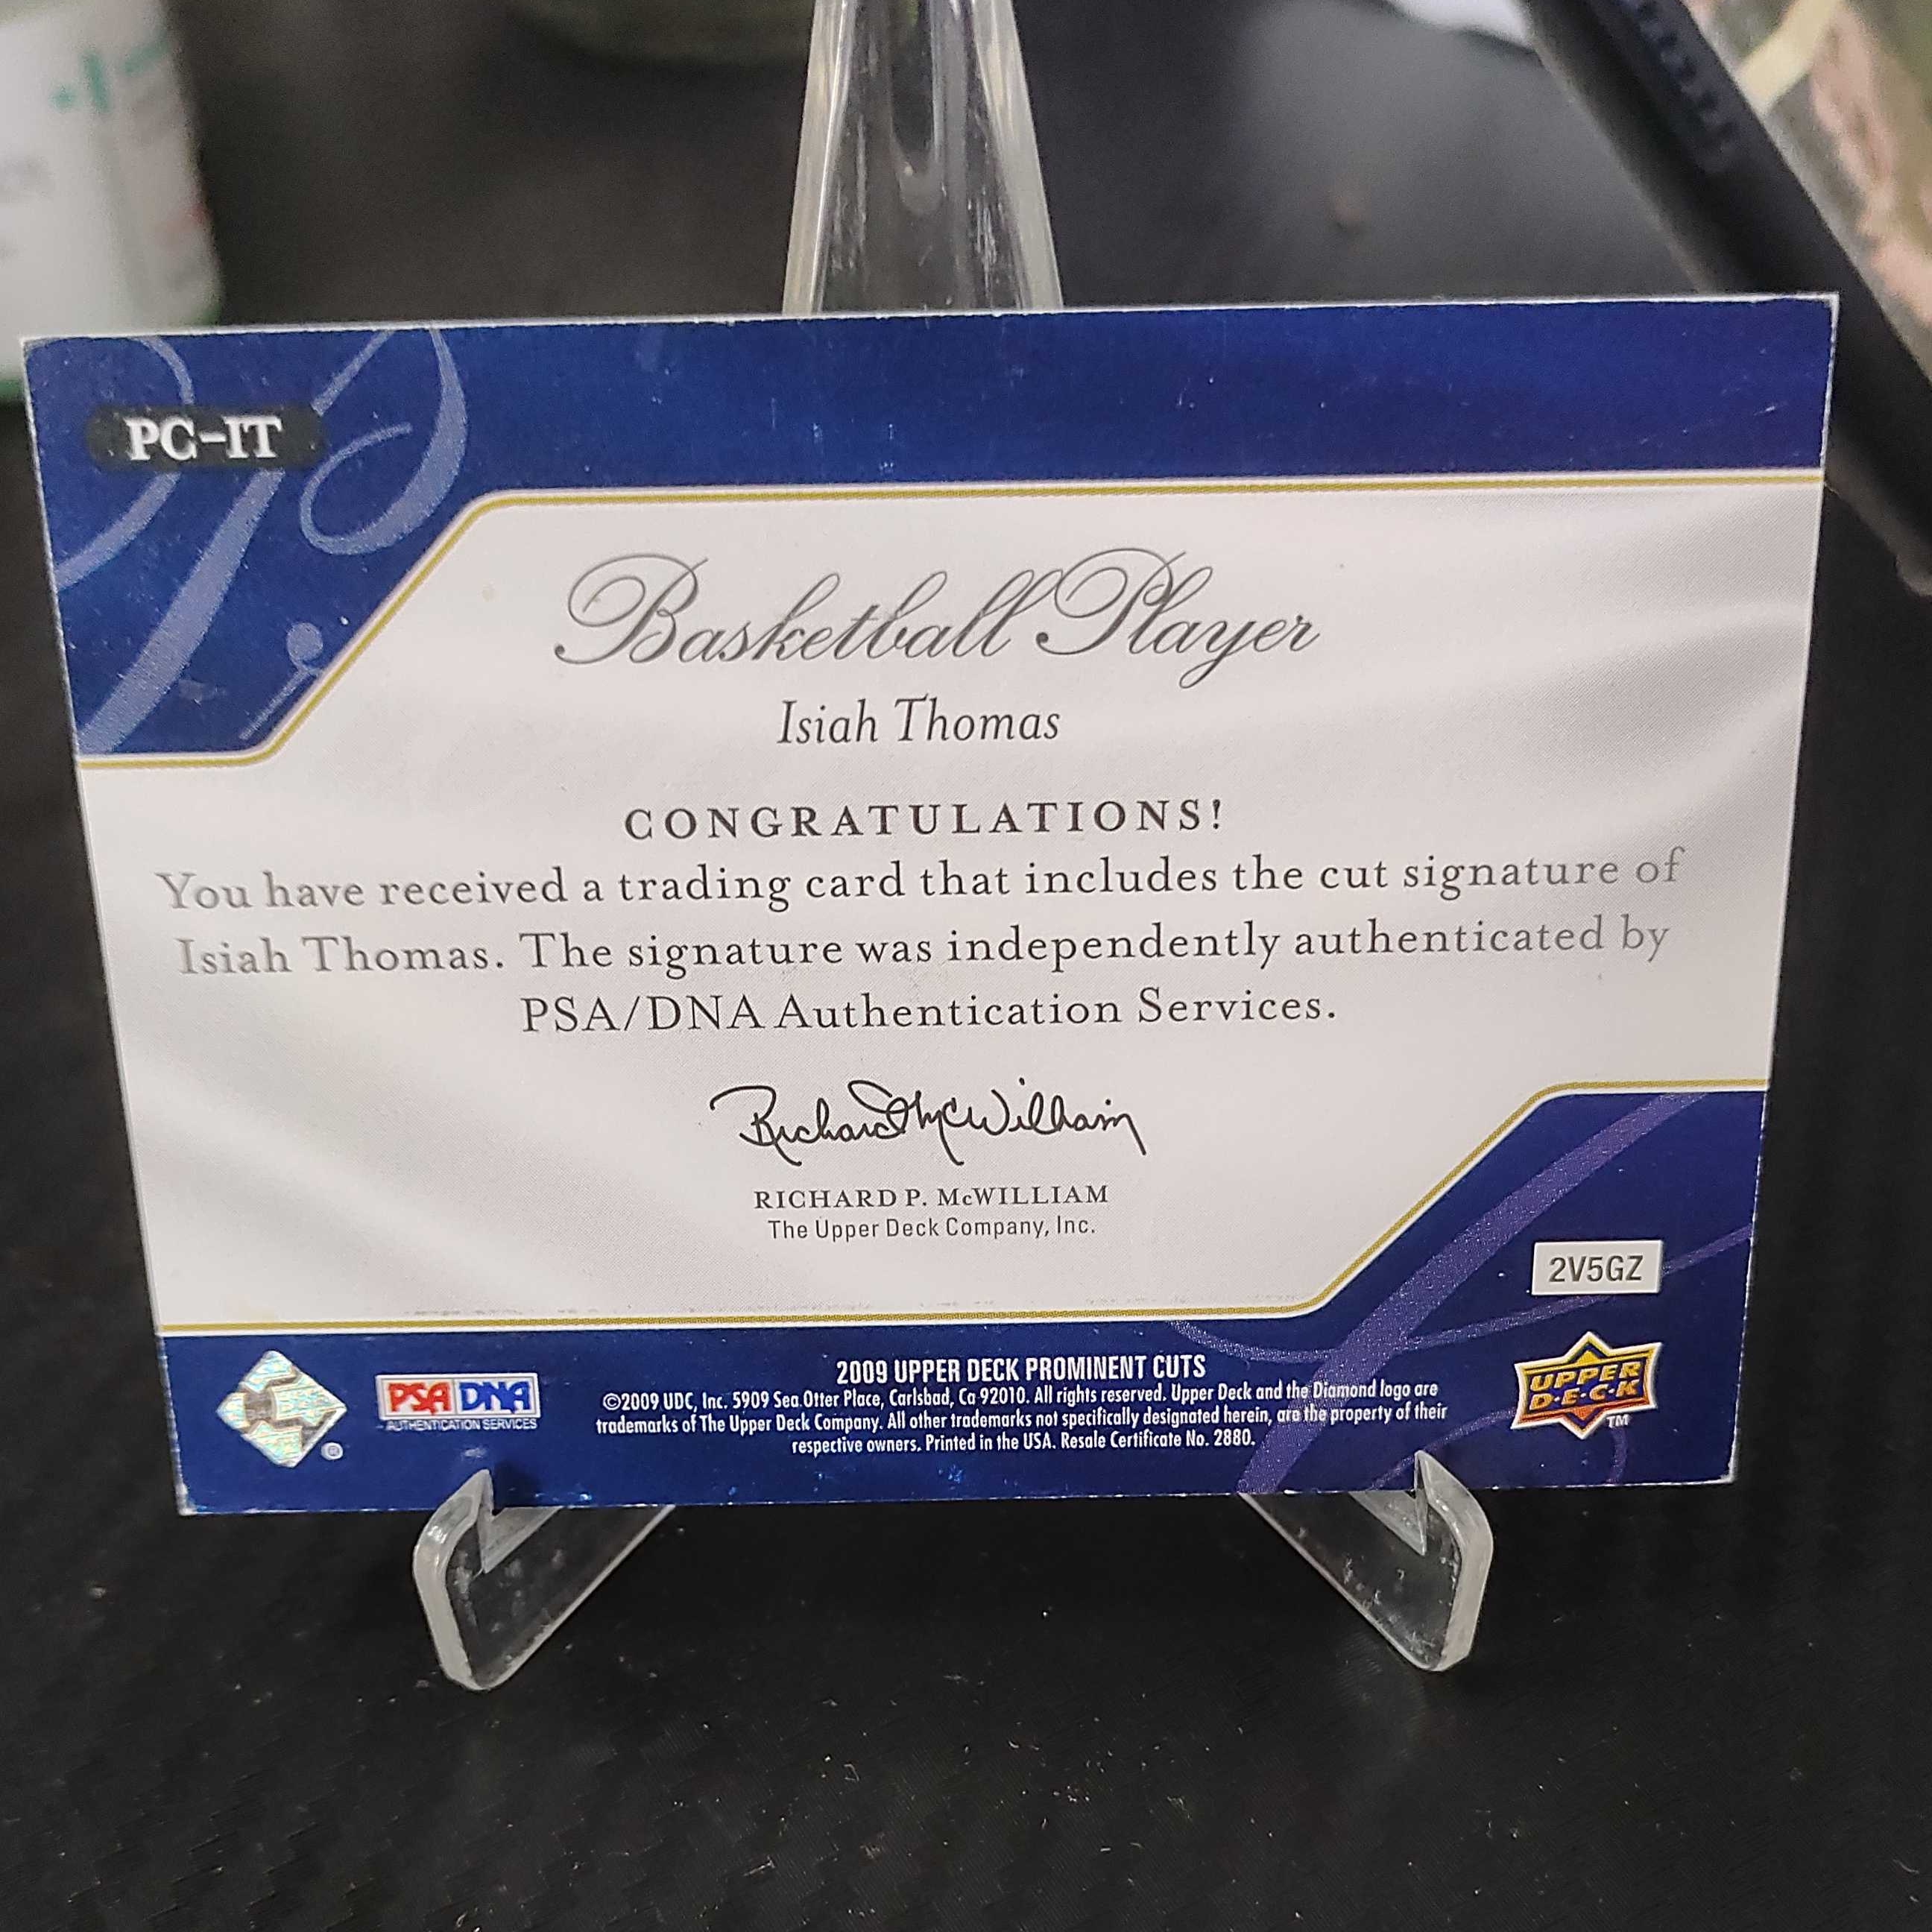 PC-IT
Basketball Player
Isiah Thomas
CONGRATULATIONS!
You have received a trading card that includes the cut signature of
Isiah Thomas. The signature was independently authenticated by
PSA/DNA Authentication Services.
Richard McWilliam
RICHARD P. McWILLIAM
The Upper Deck Company, Inc.
2V5GZ
PSA DNA
AUTHENTICATION SERVICES
®
2009 UPPER DECK PROMINENT CUTS
©2009 UDC, Inc. 5909 Sea Otter Place, Carlsbad, Ca 92010. All rights reserved. Upper Deck and the Diamond logo are
trademarks of The Upper Deck Company. All other trademarks not specifically designated herein, are the property of their
respective owners. Printed in the USA. Resale Certificate No. 2880.
UPPER
D·E·C·K
TM